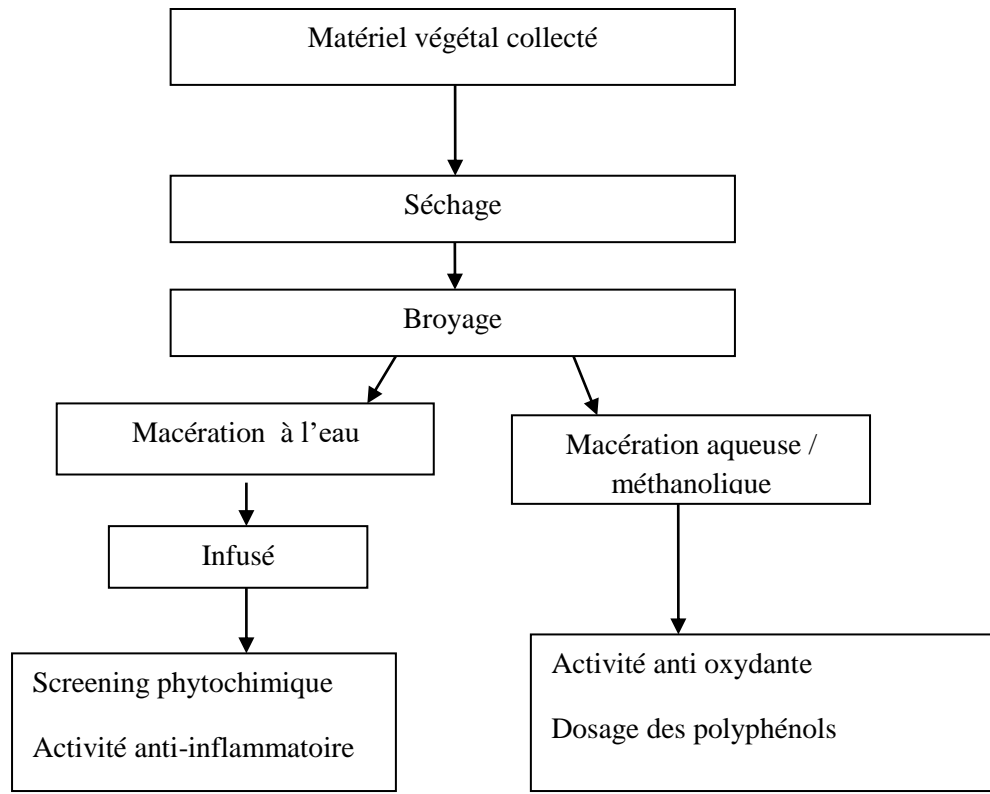 Matériel végétal collecté
Séchage
Broyage
Macération à l’eau
Macération aqueuse /
méthanolique
Infusé
Screening phytochimique
Activité anti-inflammatoire
Activité anti oxydante
Dosage des polyphénols